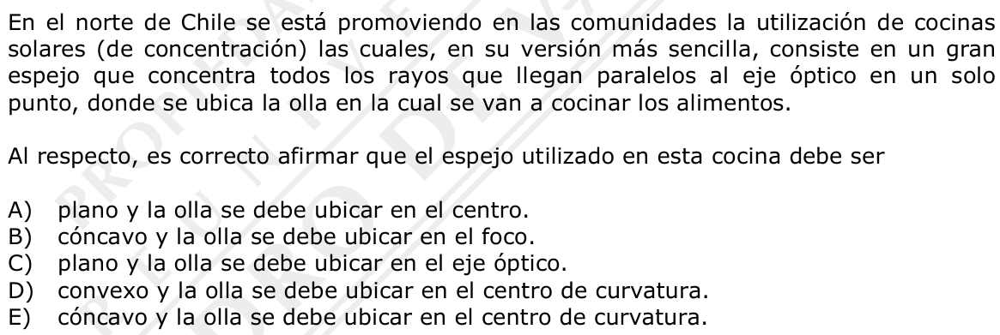 En el norte de Chile se está promoviendo en las comunidades la utilización de cocinas
solares (de concentración) las cuales, en su versión más sencilla, consiste en un gran
espejo que concentra todos los rayos que llegan paralelos al eje óptico en un solo
punto, donde se ubica la olla en la cual se van a cocinar los alimentos.
Al respecto, es correcto afirmar que el espejo utilizado en esta cocina debe ser
A) plano y la olla se debe ubicar en el centro.
B) cóncavo y la olla se debe ubicar en el foco.
C) plano y la olla se debe ubicar en el eje óptico.
D) convexo y la olla se debe ubicar en el centro de curvatura.
E) cóncavo y la olla se debe ubicar en el centro de curvatura.